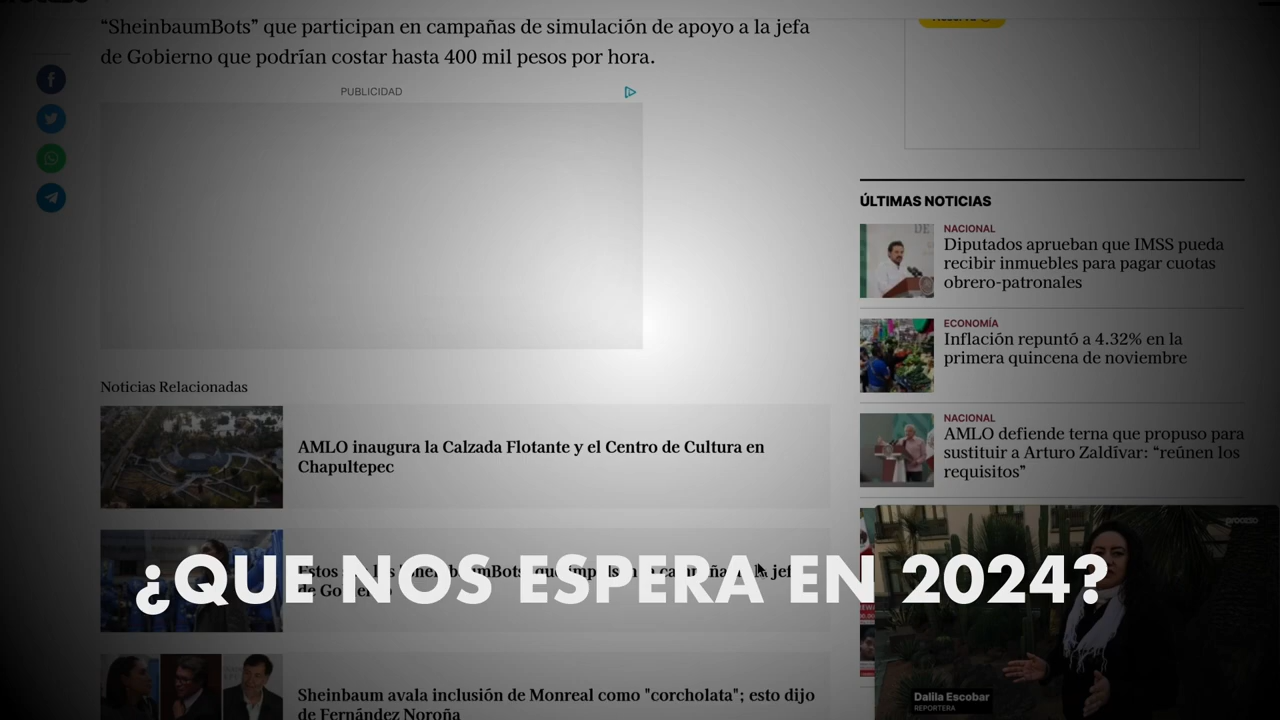 “SheinbaumBots” que participan en campañas de simulación de apoyo a la jefa
de Gobierno que podrían costar hasta 400 mil pesos por hora.
PUBLICIDAD
Noticias Relacionadas
AMLO inaugura la Calzada Flotante y el Centro de Cultura en
Chapultepec
Estos
de Gobierno
Sheinbaum avala inclusión de Monreal como "corcholata"; esto dijo
de Fernández Noroña
ÚLTIMAS NOTICIAS
NACIONAL
Diputados aprueban que IMSS pueda
recibir inmuebles para pagar cuotas
obrero-patronales
ECONOMÍA
Inflación repuntó a 4.32% en la
primera quincena de noviembre
NACIONAL
AMLO defiende terna que propuso para
sustituir a Arturo Zaldívar: “reúnen los
requisitos”
proceso
Dalila Escobar
REPORTERA
¿QUE NOS ESPERA EN 2024?